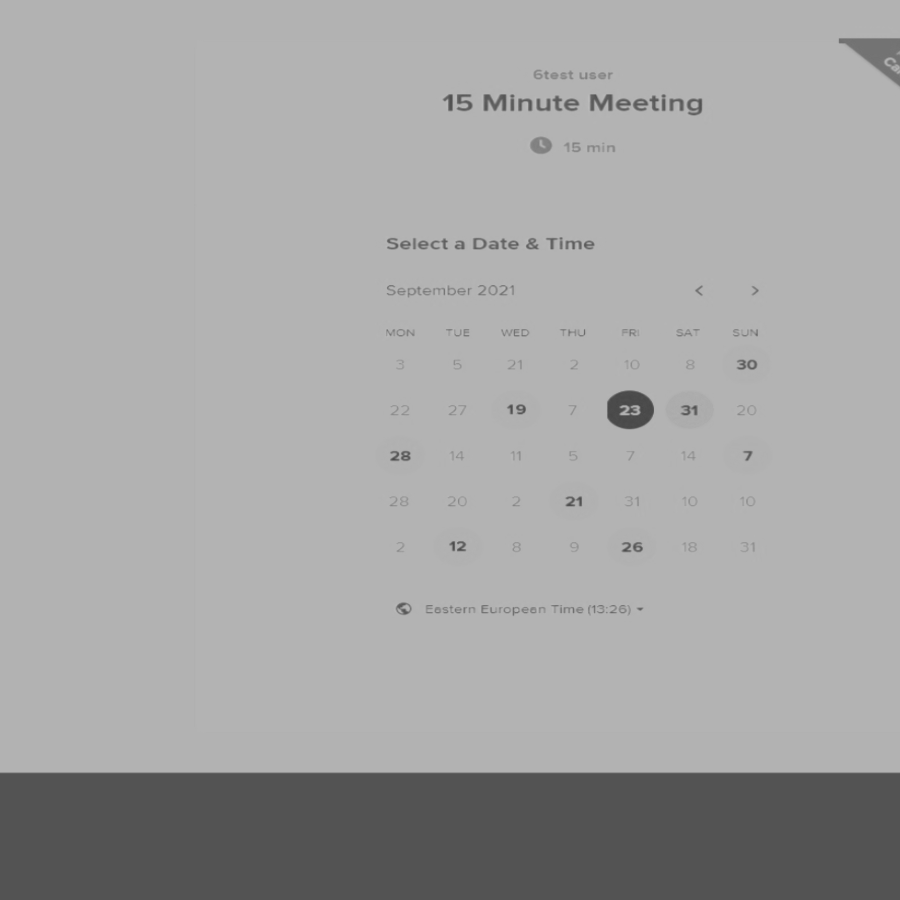 6test user
15 Minute Meeting
15 min
Select a Date & Time
September 2021 < >
MON TUE WED THU FRI SAT SUN
3 5 21 2 10 8 30
22 27 19 7 23 31 20
28 14 11 5 7 14 7
28 20 2 21 31 10 10
2 12 8 9 26 18 31
Eastern European Time (13:26)